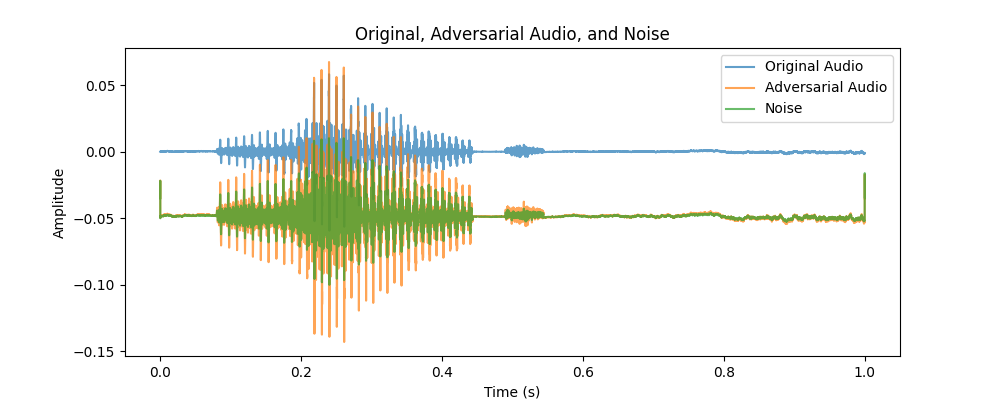 Original, Adversarial Audio, and Noise
Original Audio
Adversarial Audio
Noise
Amplitude
0.05
0.00
−0.05
−0.10
−0.15
0.0 0.2 0.4 0.6 0.8 1.0
Time (s)